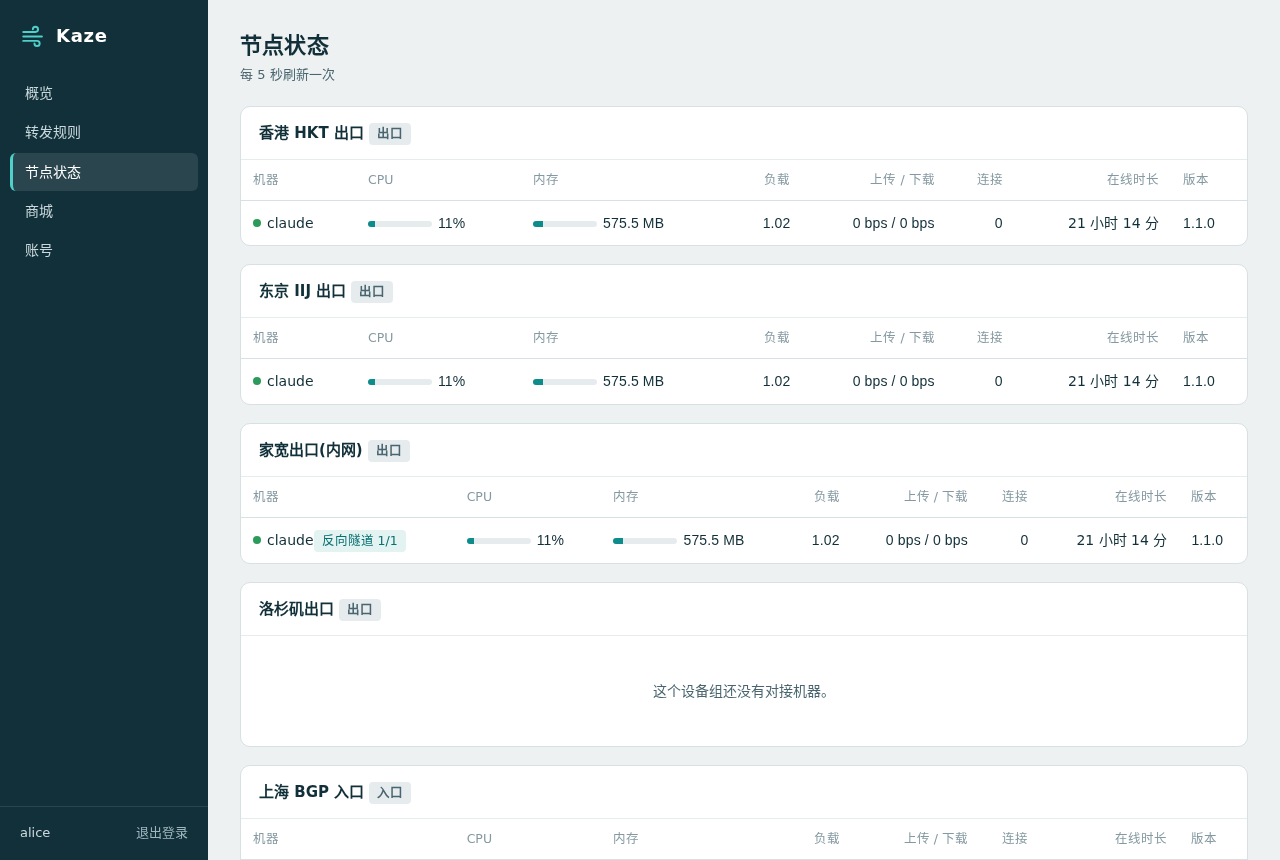 Kaze
概览
转发规则
节点状态
商城
账号
alice 退出登录
节点状态
每 5 秒刷新一次
香港 HKT 出口 出口
机器 CPU 内存 负载 上传 / 下载 连接 在线时长 版本
claude 11% 575.5 MB 1.02 0 bps / 0 bps 0 21 小时 14 分 1.1.0
东京 IIJ 出口 出口
机器 CPU 内存 负载 上传 / 下载 连接 在线时长 版本
claude 11% 575.5 MB 1.02 0 bps / 0 bps 0 21 小时 14 分 1.1.0
家宽出口(内网) 出口
机器 CPU 内存 负载 上传 / 下载 连接 在线时长 版本
claude 反向隧道 1/1 11% 575.5 MB 1.02 0 bps / 0 bps 0 21 小时 14 分 1.1.0
洛杉矶出口 出口
这个设备组还没有对接机器。
上海 BGP 入口 入口
机器 CPU 内存 负载 上传 / 下载 连接 在线时长 版本